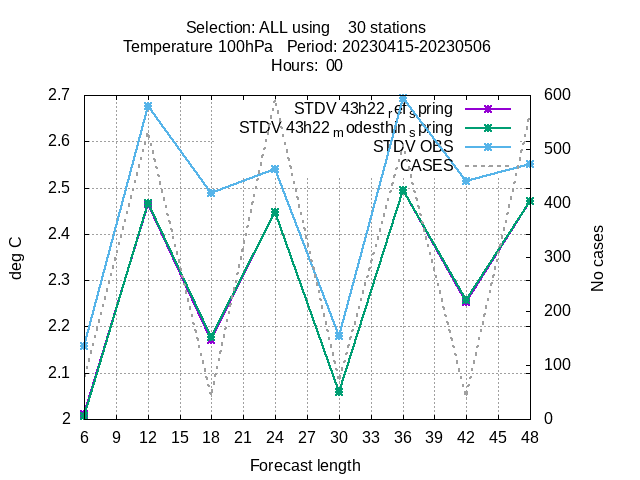 Selection: ALL using    30 stations
Temperature 100hPa   Period: 20230415-20230506
Hours:  00
STDV 43h22_ref_spring
STDV 43h22_modesthin_spring
STDV OBS
CASES
2.7
2.6
2.5
2.4
2.3
2.2
2.1
2
600
500
400
300
200
100
0
deg C
No cases
6 9 12 15 18 21 24 27 30 33 36 39 42 45 48
Forecast length